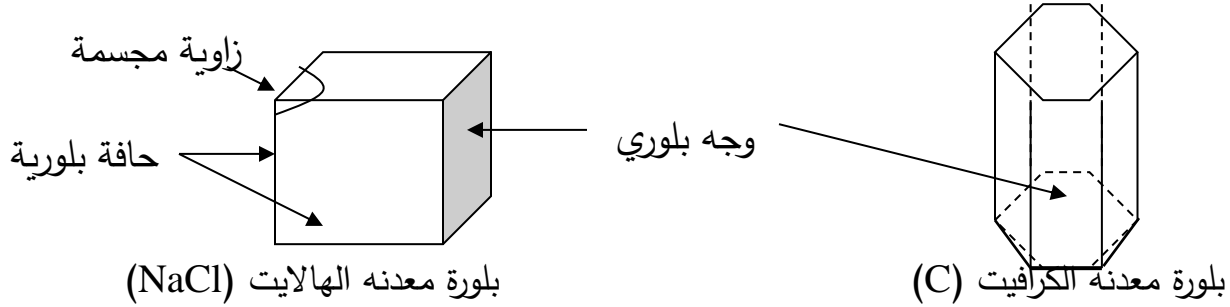 زاوية مجسمة
وجه بلوري
حافة بلورية
بلورة معدنه الكرافيت (C)
بلورة معدنه الهالايت (NaCl)